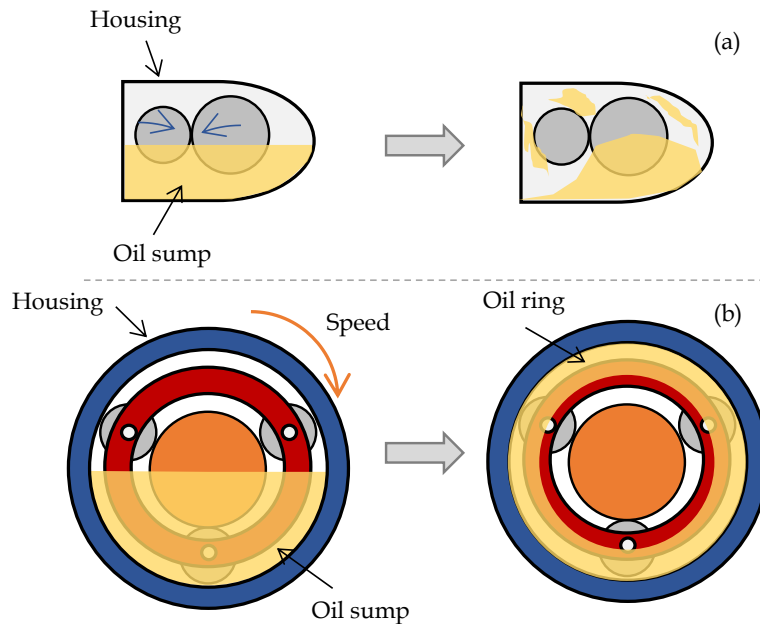 Housing
(a)
Oil sump
Housing
Oil ring
(b)
Speed
Oil sump